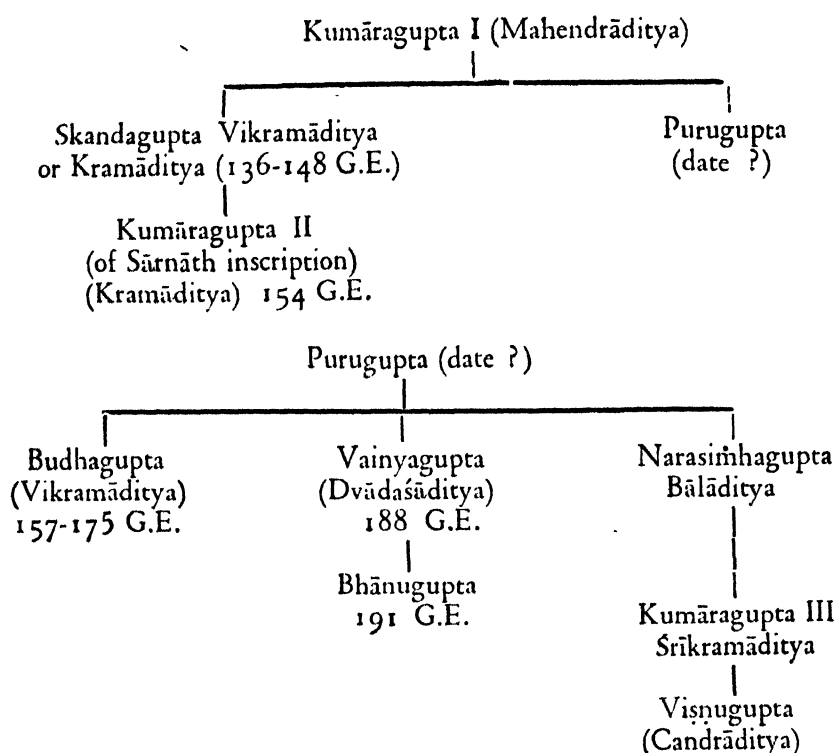 Kumāragupta I (Mahendrāditya)
Skandagupta Vikramāditya
or Kramāditya (136-148 G.E.)
Purugupta
(date ?)
Kumāragupta II
(of Sārnāth inscription)
(Kramāditya) 154 G.E.
Purugupta (date ?)
Budhagupta
(Vikramāditya)
157-175 G.E.
Vainyagupta
(Dvādaśāditya)
188 G.E.
Bhānugupta
191 G.E.
Narasiṁhagupta
Bālāditya
Kumāragupta III
Śrīkramāditya
Viṣṇugupta
(Candrāditya)